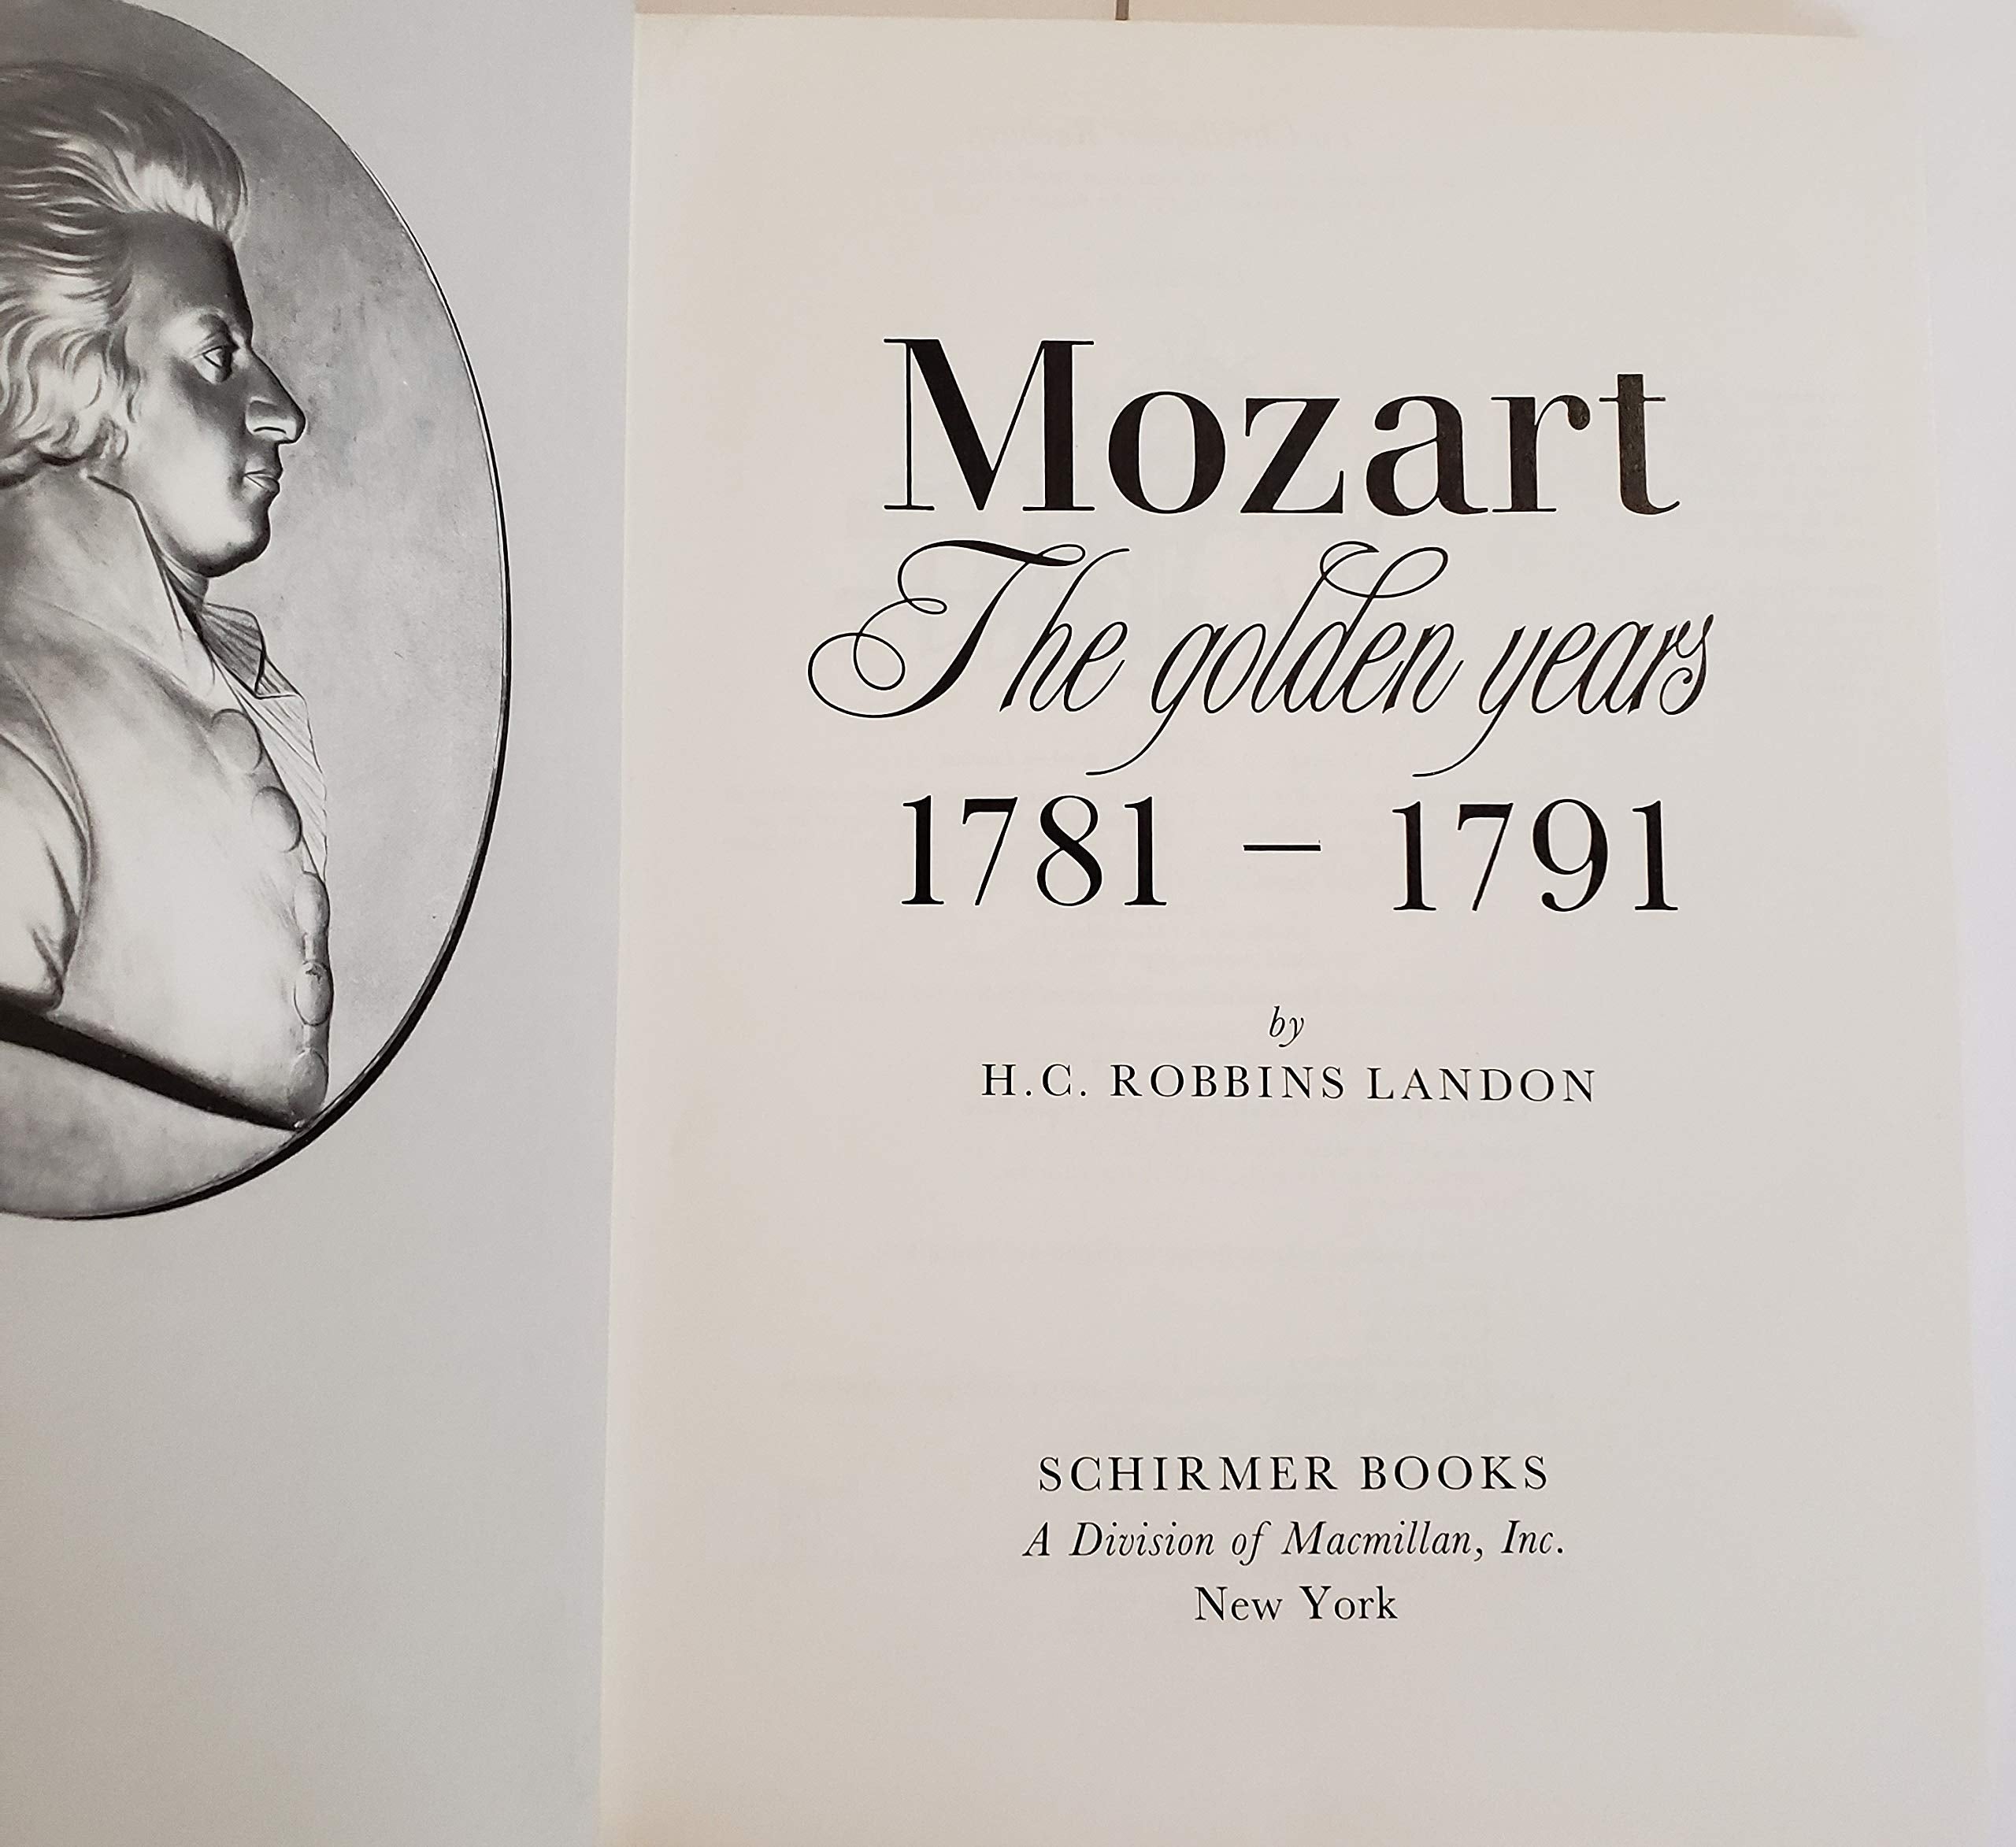 Mozart
The golden years
1781 – 1791
by
H.C. ROBBINS LANDON
SCHIRMER BOOKS
A Division of Macmillan, Inc.
New York